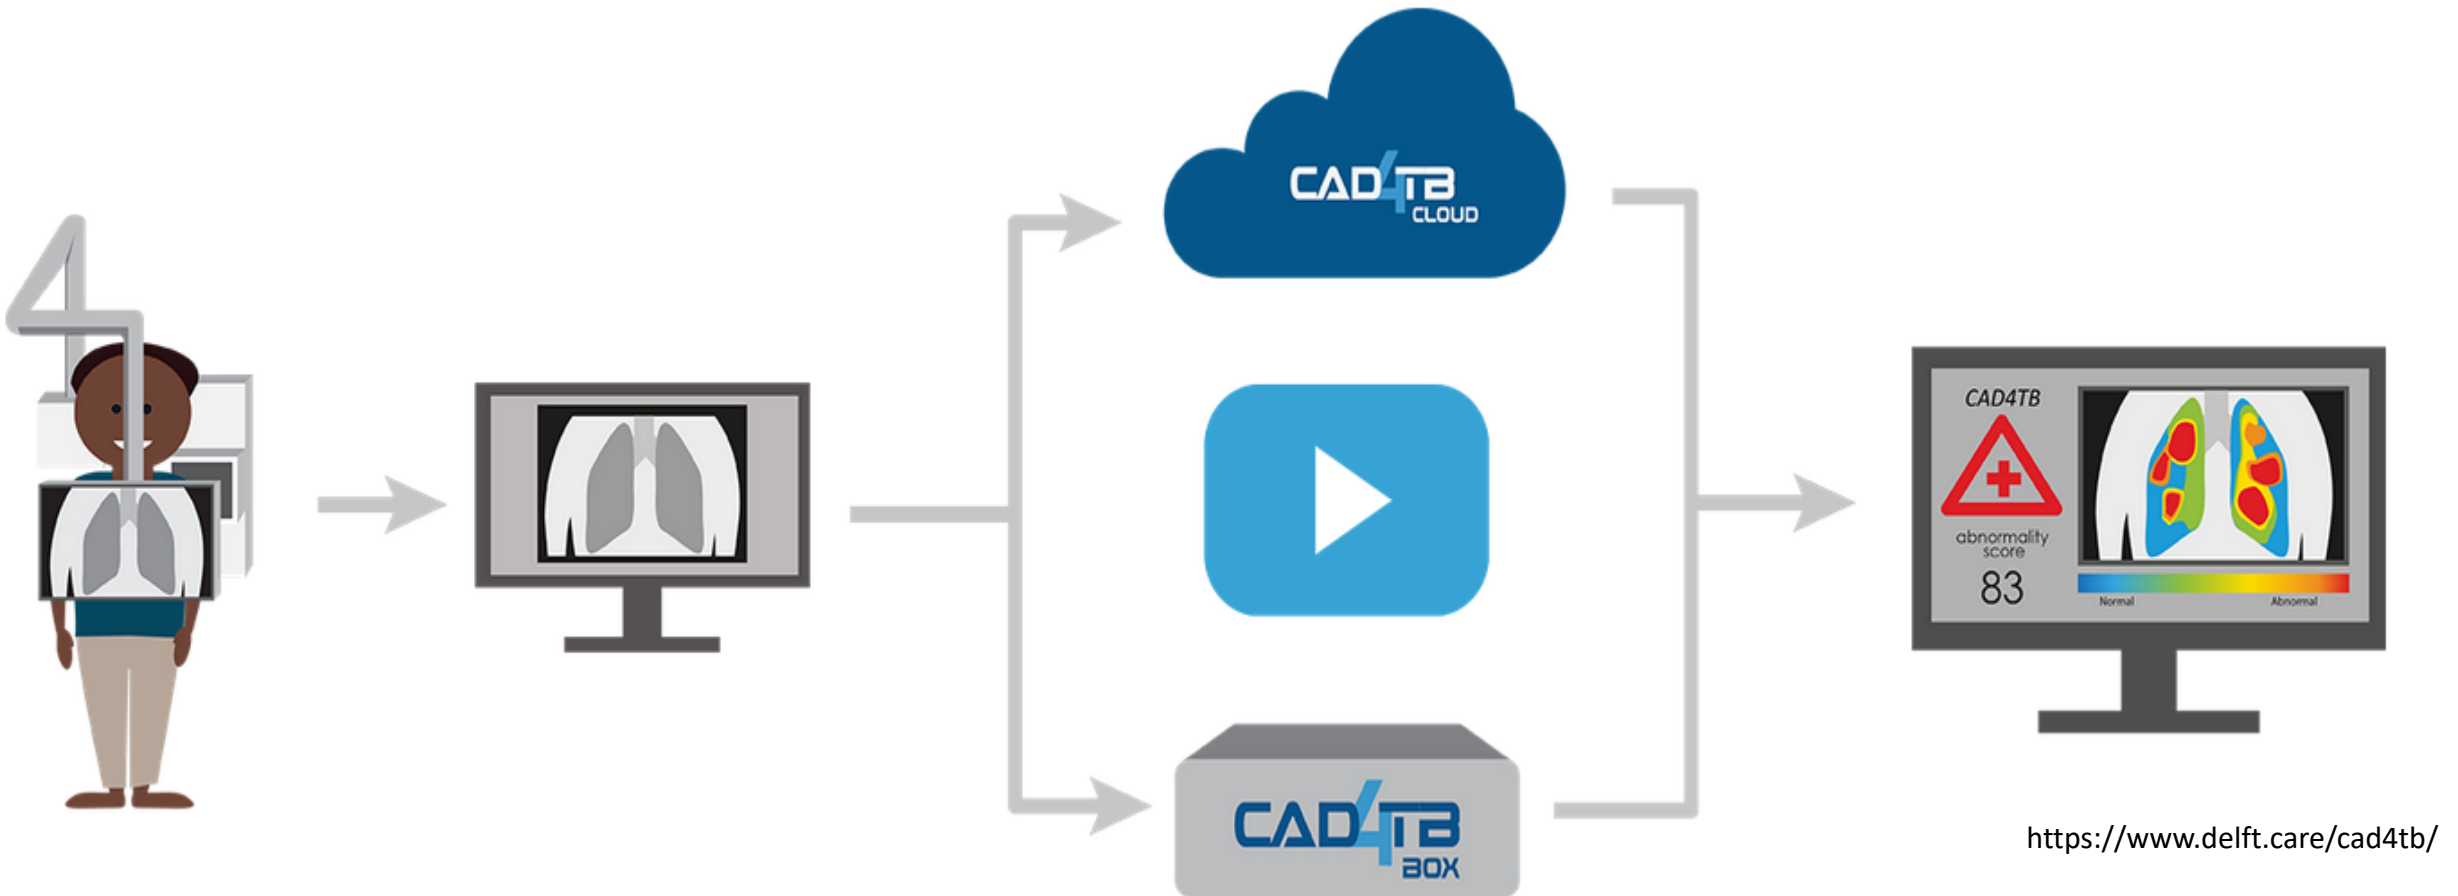 CAD4TB
CLOUD
CAD4TB
abnormality
score
83
Normal
Abnormal
CAD4TB
BOX
https://www.delft.care/cad4tb/